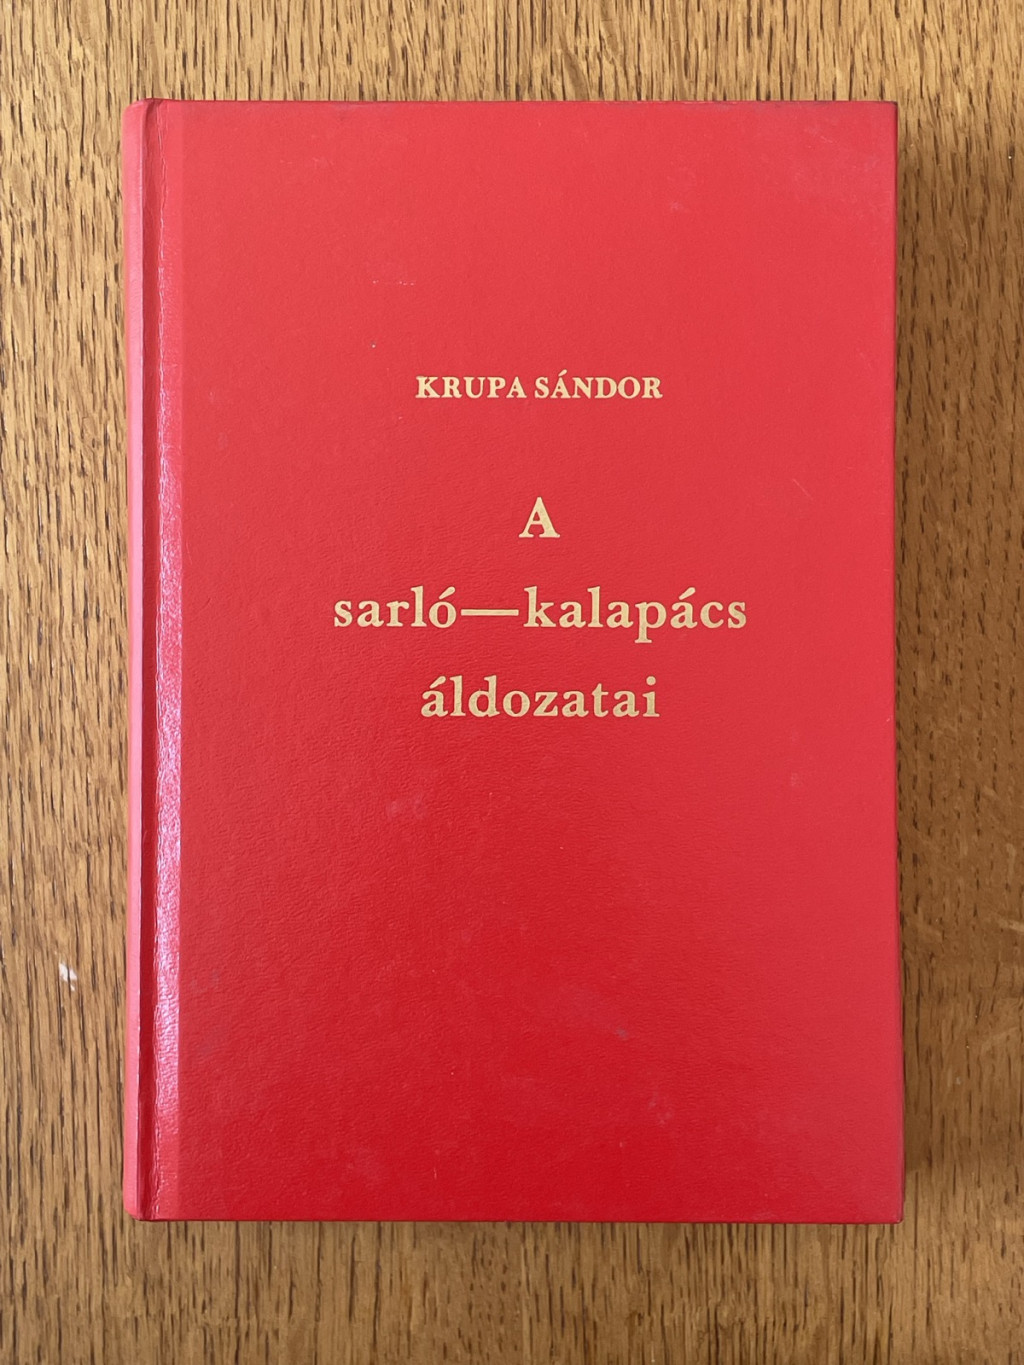 KRUPA SÁNDOR
A
sarló—kalapács
áldozatai